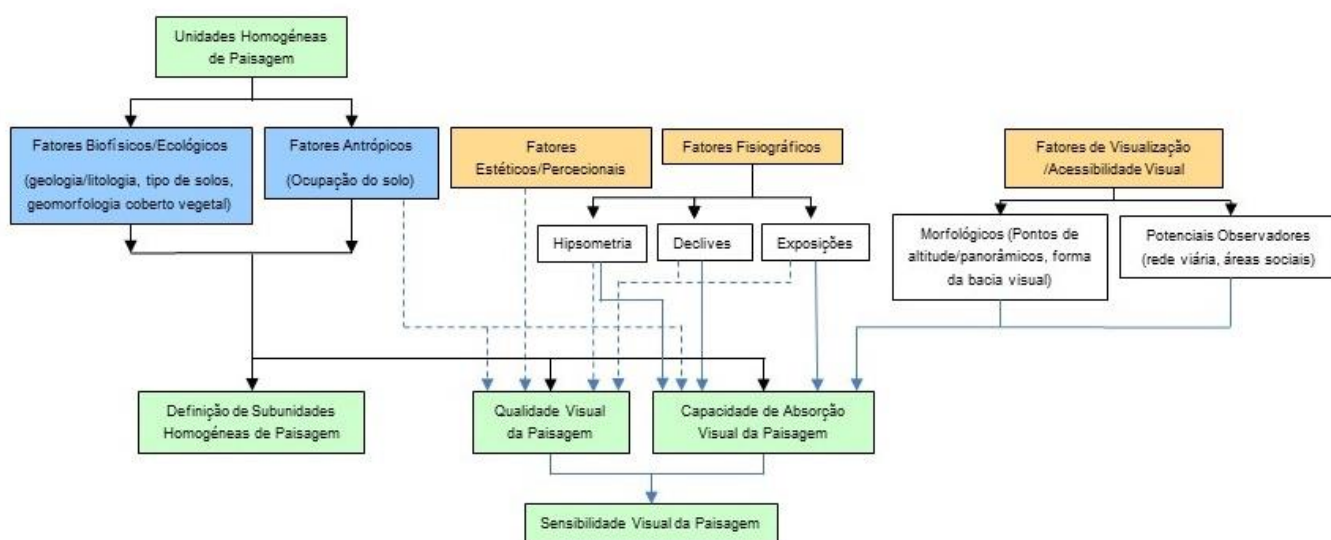 Unidades Homogéneas
de Paisagem
Fatores Biofísicos/Ecológicos
(geologia/litologia, tipo de solos,
geomorfologia coberto vegetal)
Fatores Antrópicos
(Ocupação do solo)
Fatores
Estéticos/Percecionais
Fatores Fisiográficos
Fatores de Visualização
/Acessibilidade Visual
Hipsometria
Declives
Exposições
Morfológicos (Pontos de
altitude/panorâmicos, forma
da bacia visual)
Potenciais Observadores
(rede viária, áreas sociais)
Definição de Subunidades
Homogéneas de Paisagem
Qualidade Visual
da Paisagem
Capacidade de Absorção
Visual da Paisagem
Sensibilidade Visual da Paisagem